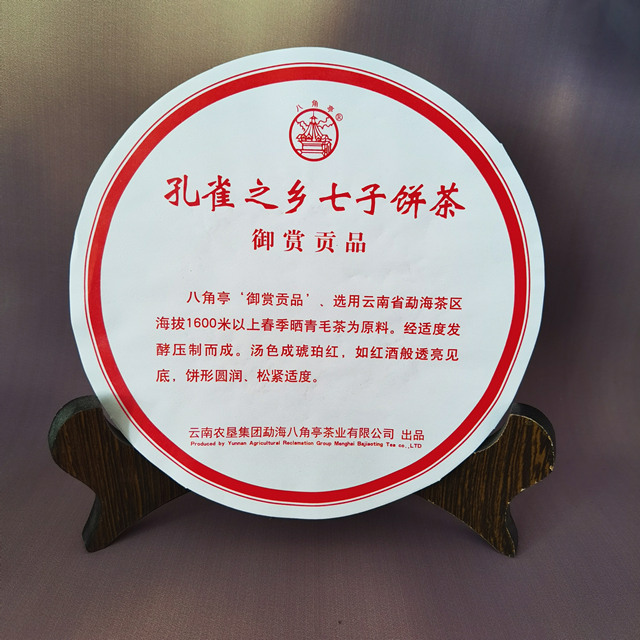 八角亭®
孔雀之乡七子饼茶
御赏贡品
八角亭‘御赏贡品’、选用云南省勐海茶区
海拔1600米以上春季晒青毛茶为原料。经适度发
酵压制而成。汤色成琥珀红，如红酒般透亮见
底，饼形圆润、松紧适度。
云南农垦集团勐海八角亭茶业有限公司 出品
Produced by Yunnan Agricultural Reclamation Group Menghai Bajiaoting Tea co.,LTD